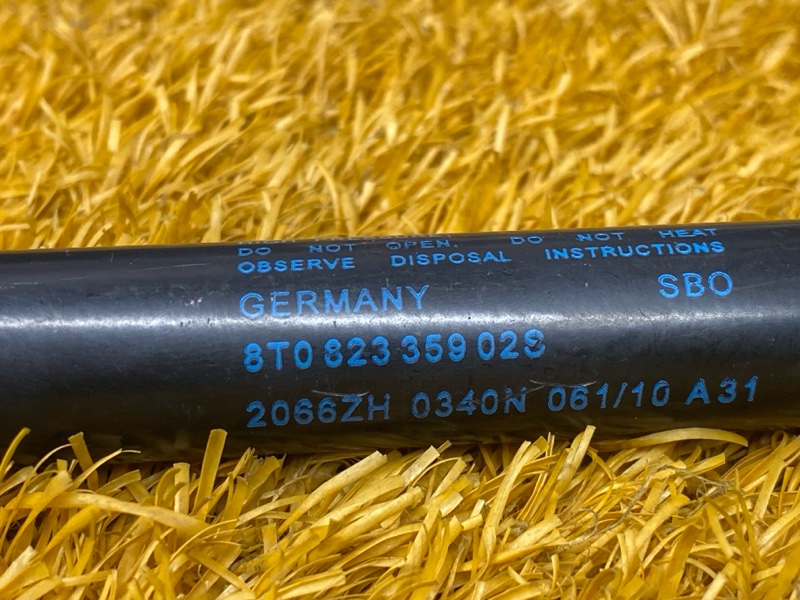 DO NOT OPEN. DO NOT HEAT
OBSERVE DISPOSAL INSTRUCTIONS
GERMANY SBO
8T0 823 359 02S
2066ZH 0340N 061/10 A31